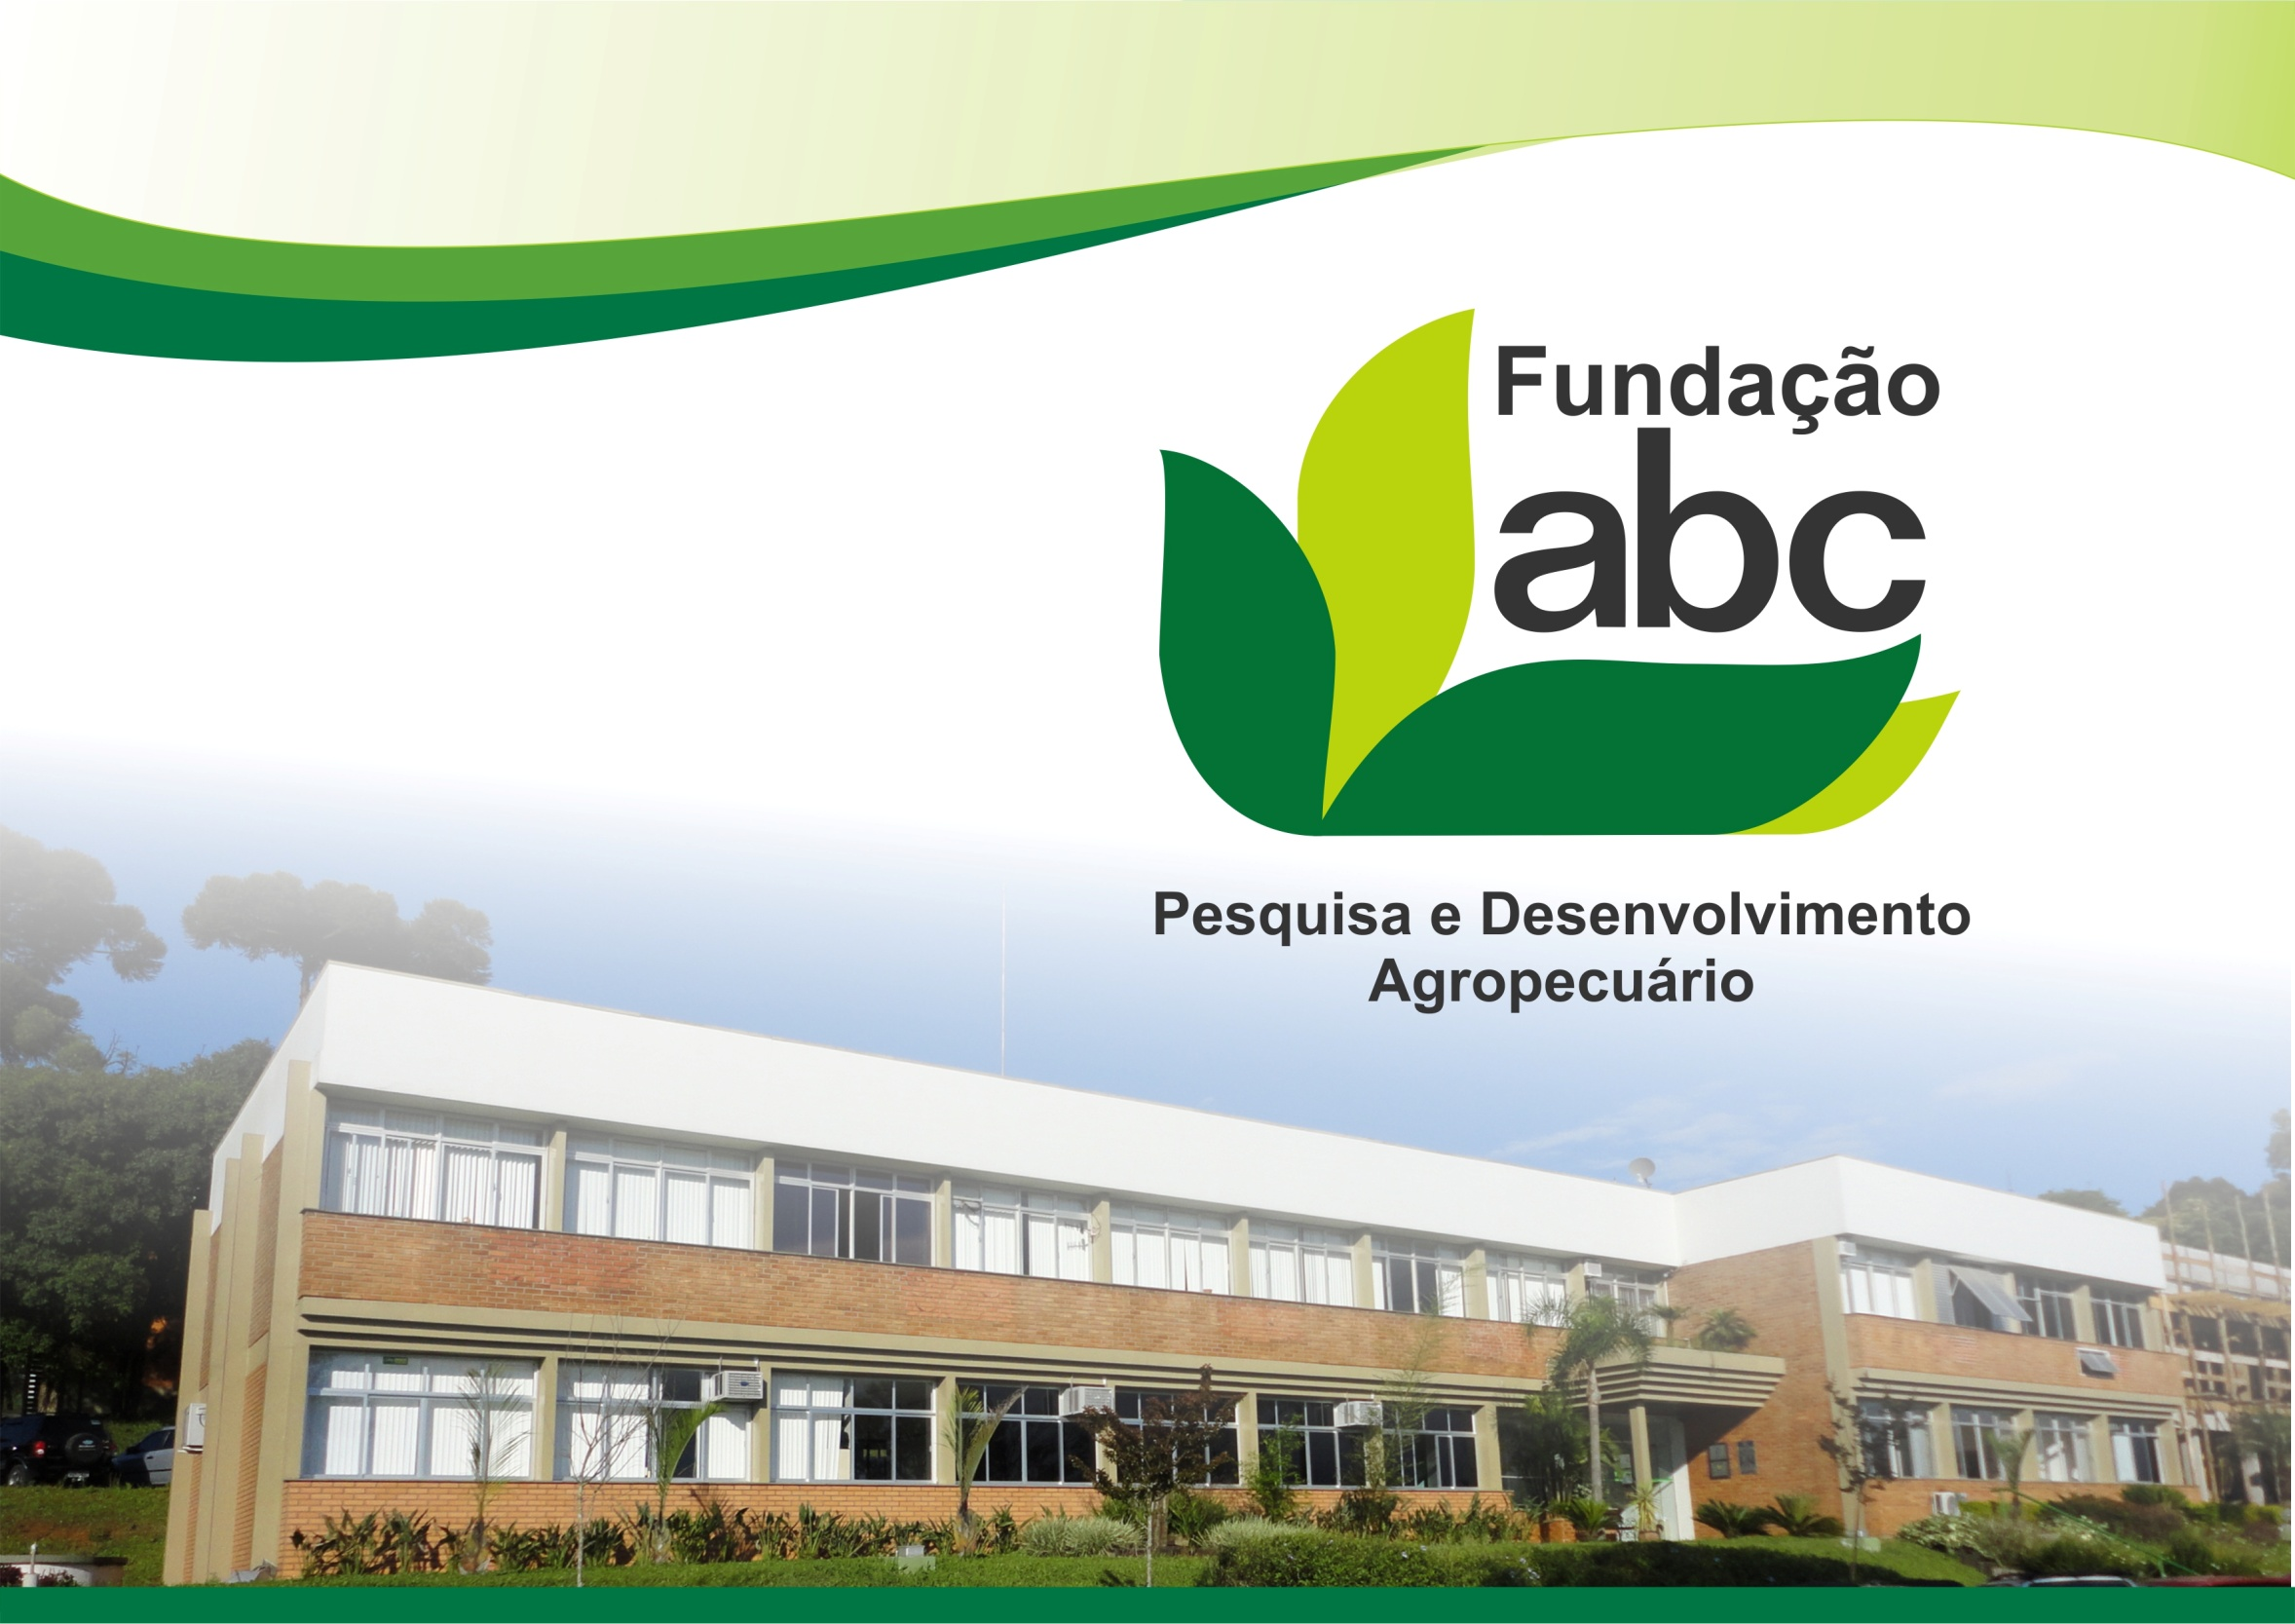 Fundação
abc
Pesquisa e Desenvolvimento
Agropecuário